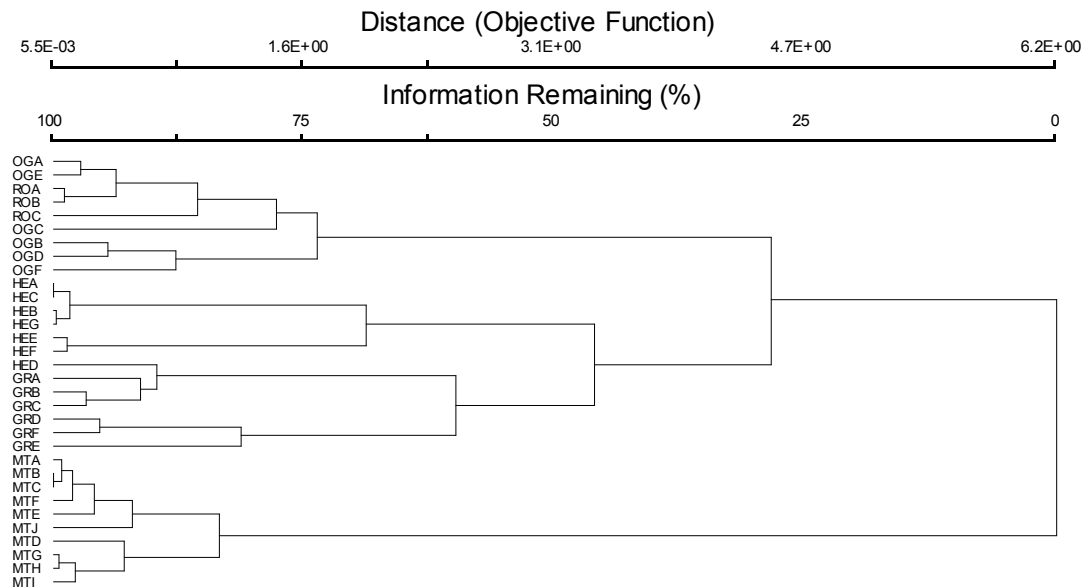 Distance (Objective Function)
5.5E-03 1.6E+00 3.1E+00 4.7E+00 6.2E+00
Information Remaining (%)
100 75 50 25 0
OGA
OGE
ROA
ROB
ROC
OGC
OGB
OGD
OGF
HEA
HEC
HEB
HEG
HEE
HEF
HED
GRA
GRB
GRC
GRD
GRF
GRE
MTA
MTB
MTC
MTF
MTE
MTJ
MTD
MTG
MTH
MTI